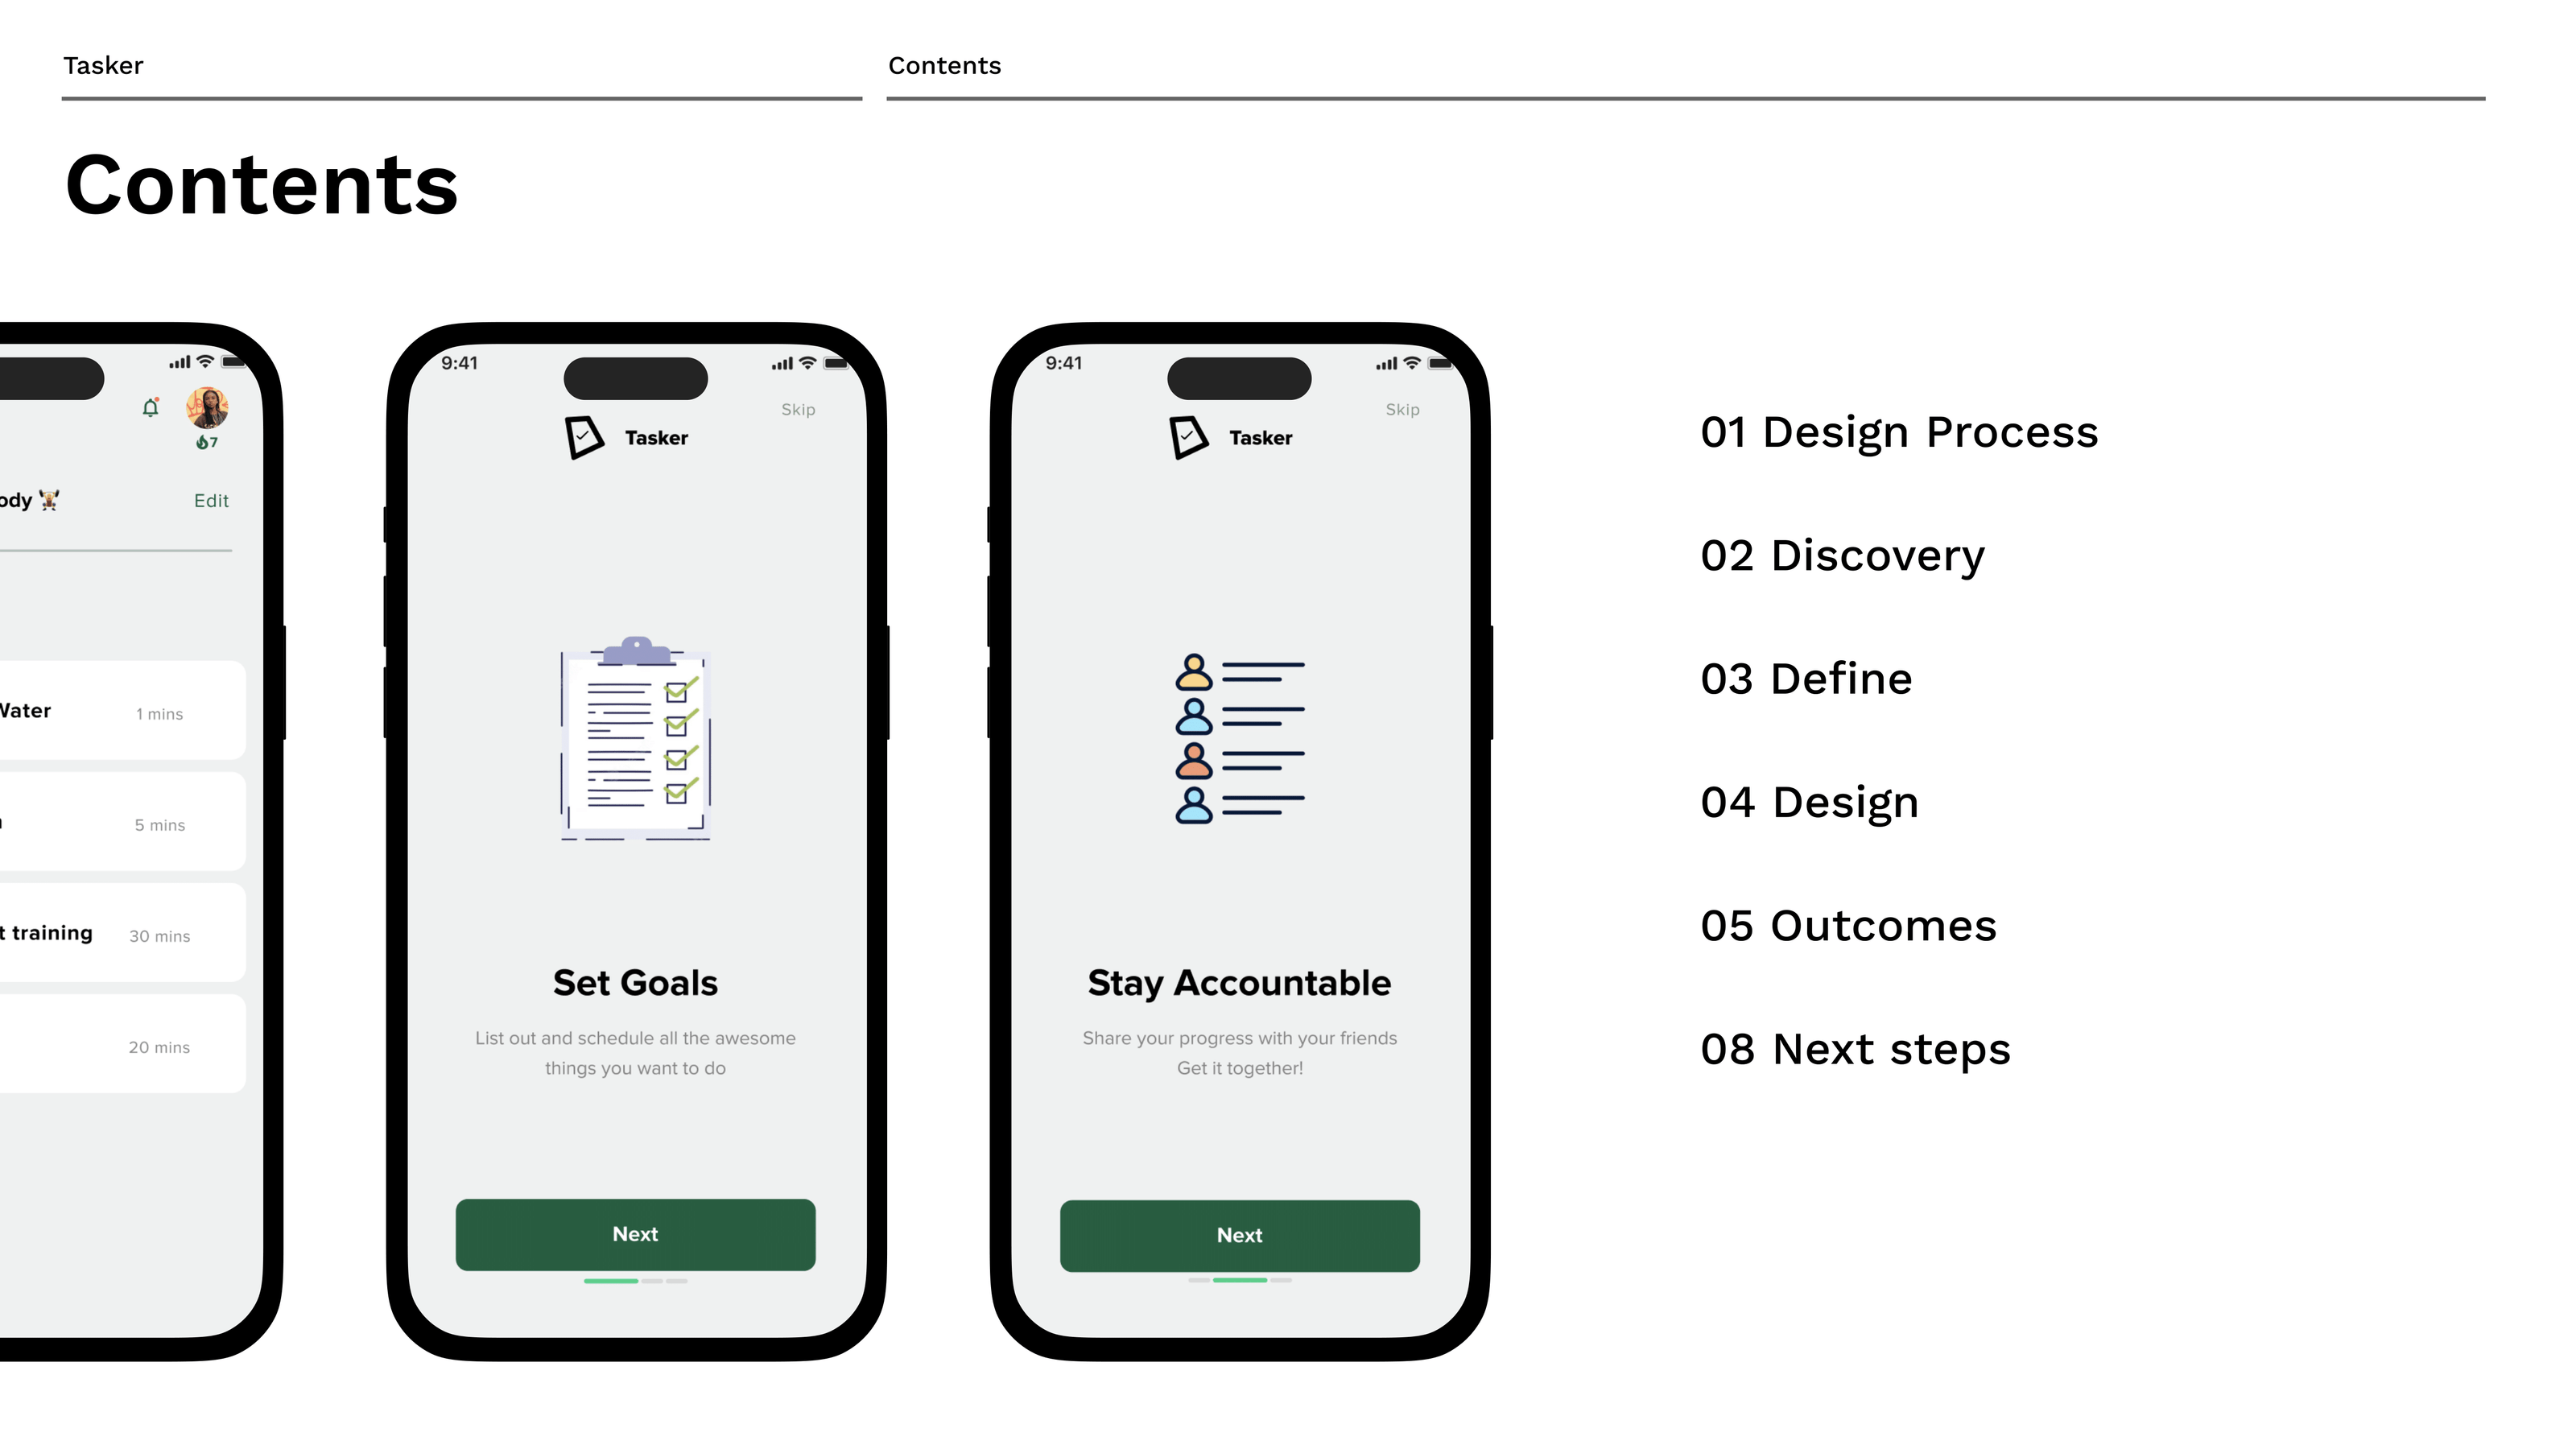 Tasker
Contents
Contents
7
Edit
1 mins
5 mins
t training
30 mins
20 mins
9:41
Skip
Tasker
Set Goals
List out and schedule all the awesome
things you want to do
Next
9:41
Skip
Tasker
Stay Accountable
Share your progress with your friends
Get it together!
Next
01 Design Process
02 Discovery
03 Define
04 Design
05 Outcomes
08 Next steps